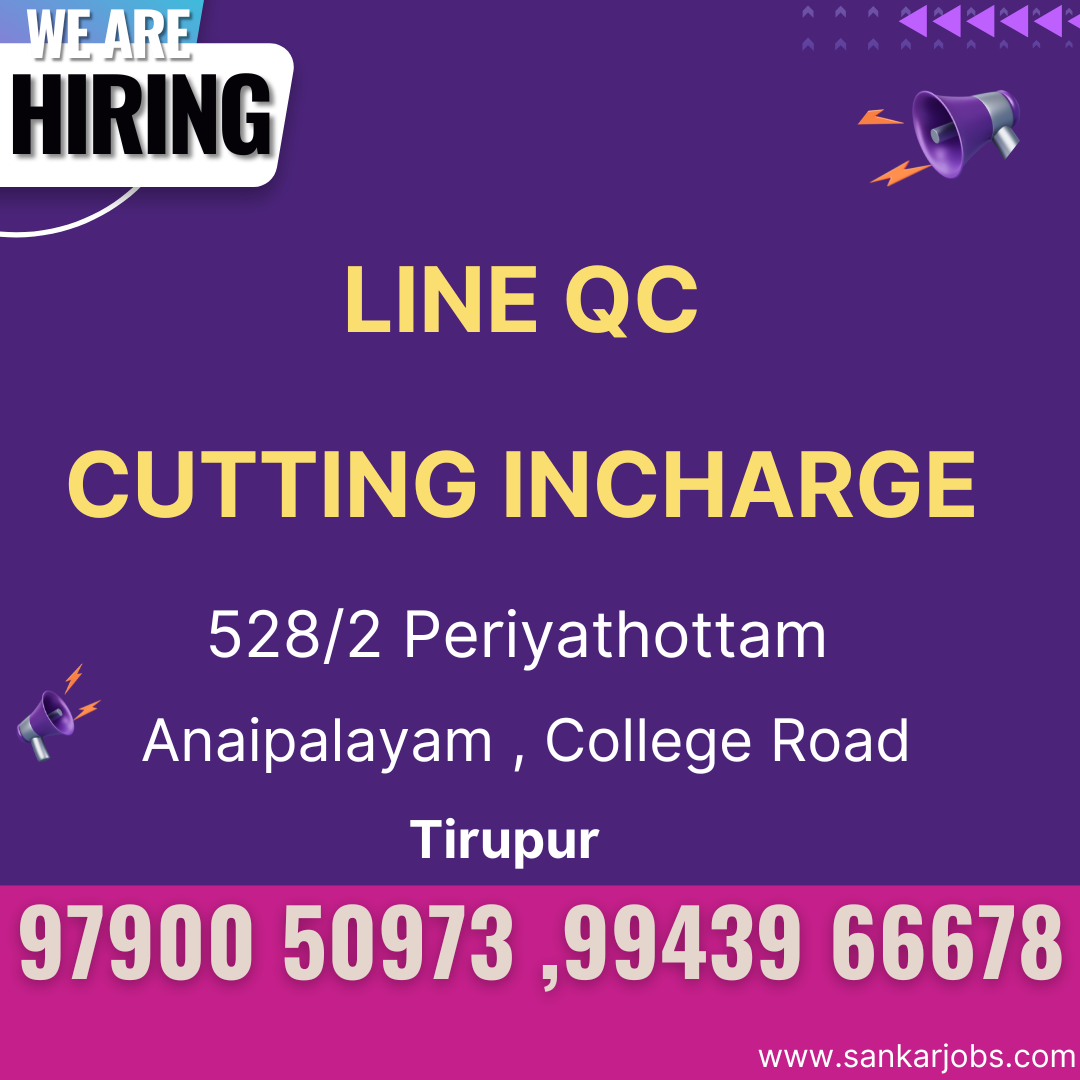 WE ARE
HIRING
LINE QC
CUTTING INCHARGE
528/2 Periyathottam
Anaipalayam , College Road
Tirupur
97900 50973 ,99439 66678
www.sankarjobs.com